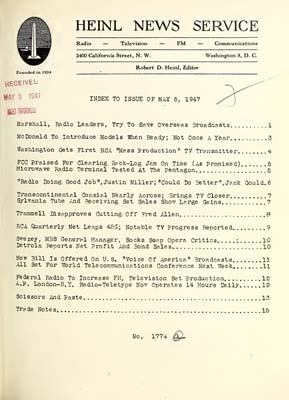 HEINL NEWS SERVICE
Radio — Television — FM — Communications
2400 California Street, N. W. Washington 8, D. C.
Robert D. Heinl, Editor
Founded in 1924
RECEIVED
MAY 8 1947
INDEX TO ISSUE OF MAY 5, 1947
Marshall, Radio Leaders, Try To Save Overseas Broadcasts..........1
McDonald To Introduce Models When Ready; Not Once A Year..........3
Washington Gets First RCA "Mess Production" TV Transmitter........4
FCC Praised For Clearing Back-Log Jam On Time (As Promised).......5
Microwave Radio Terminal Tested At The Pentagon...................5
"Radio Doing Good Job", Justin Miller; "Could Do Better", Jack Gould.6
Transcontinental Coaxial Nearly Across; Brings TV Closer..........7
Sylvania Tube And Receiving Set Sales Show Large Gains............7
Trammell Disapproves Cutting Off Fred Allen.......................8
RCA Quarterly Net Leaps 48%; Notable TV Progress Reported.........9
Swezey, MBS General Manager, Socks Soap Opera Critics............10
Detrola Reports Net Profit And Bond Sales........................10
New Bill Is Offered On U.S. "Voice Of America" Broadcasts........11
All Set For World Telecommunications Conference Next Week........11
Federal Radio To Increase FM, Television Set Production..........12
A.P. London-N.Y. Radio-Teletype Now Operates 14 Hours Daily......12
Scissors And Paste...............................................13
Trade Notes......................................................15
No. 1774